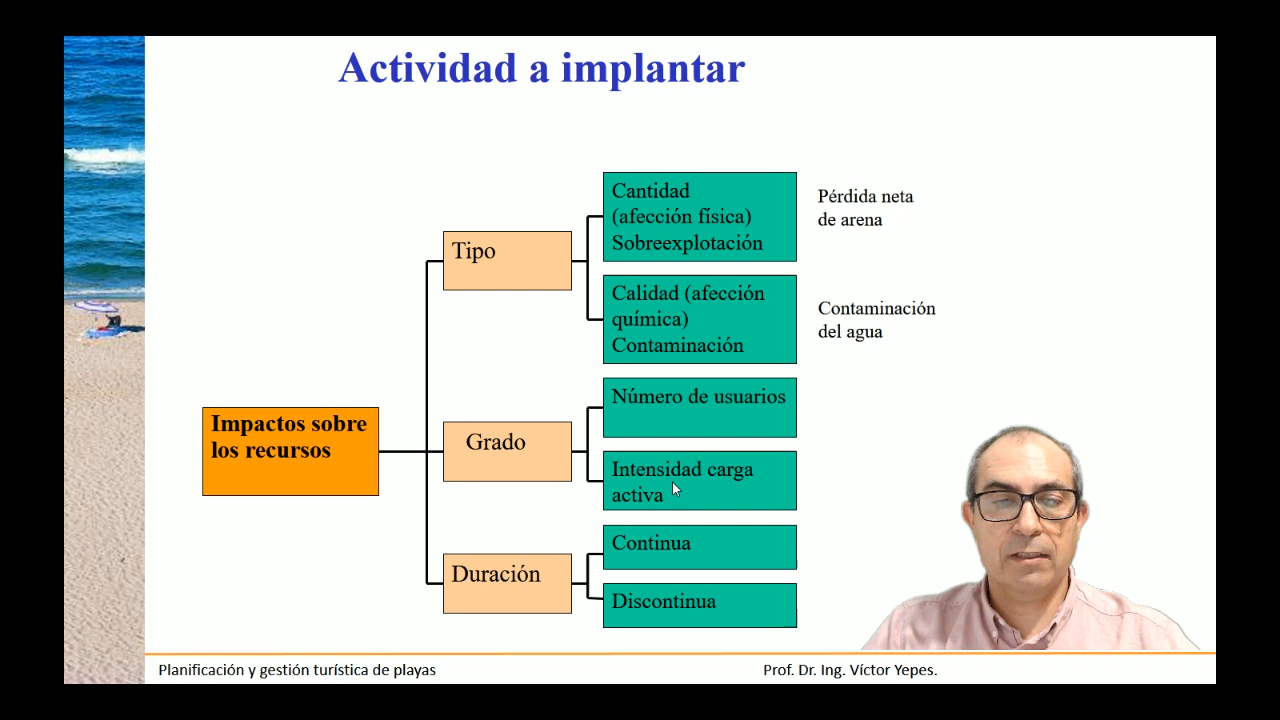 Actividad a implantar
Cantidad
(afección física)
Sobreexplotación
Pérdida neta
de arena
Tipo
Calidad (afección
química)
Contaminación
Contaminación
del agua
Impactos sobre
los recursos
Número de usuarios
Grado
Intensidad carga
activa
Continua
Duración
Discontinua
Planificación y gestión turística de playas
Prof. Dr. Ing. Víctor Yepes.